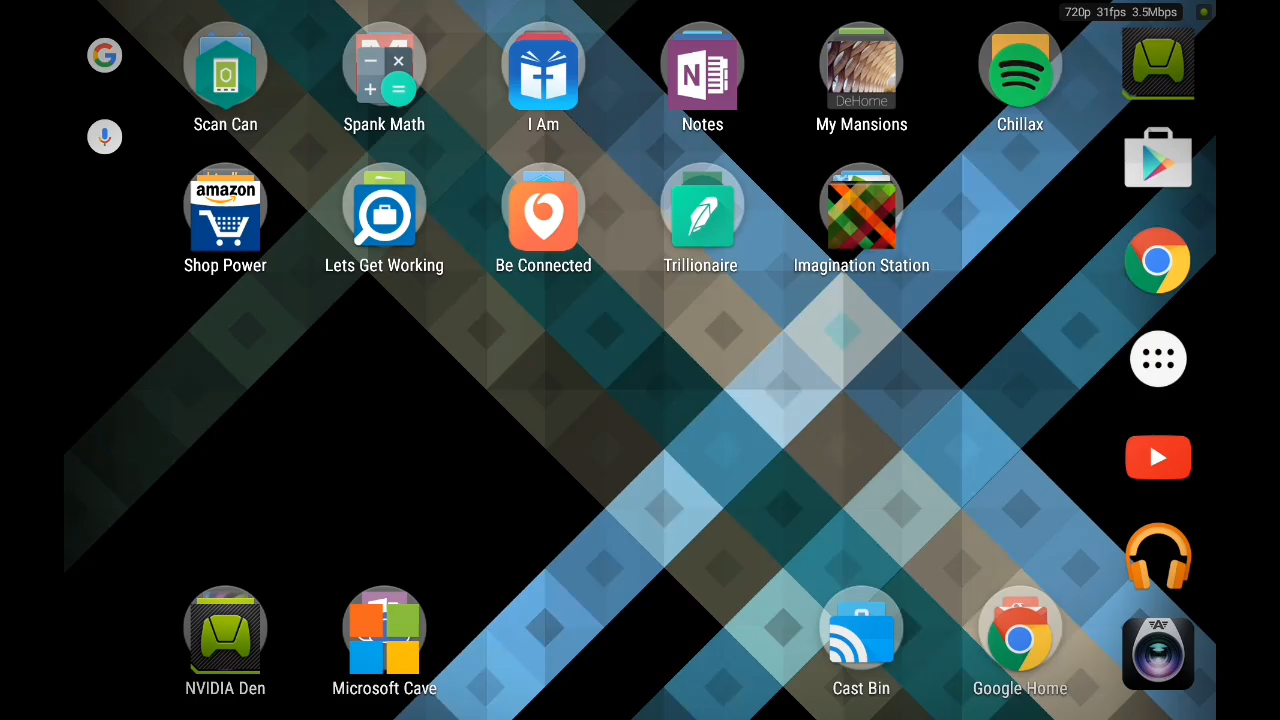 720p 31fps 3.5Mbps
Scan Can
Spank Math
I Am
N
DeHome
Notes
My Mansions
Chillax
amazon
Shop Power
Lets Get Working
Be Connected
Trillionaire
Imagination Station
NVIDIA Den
Microsoft Cave
Cast Bin
Google Home